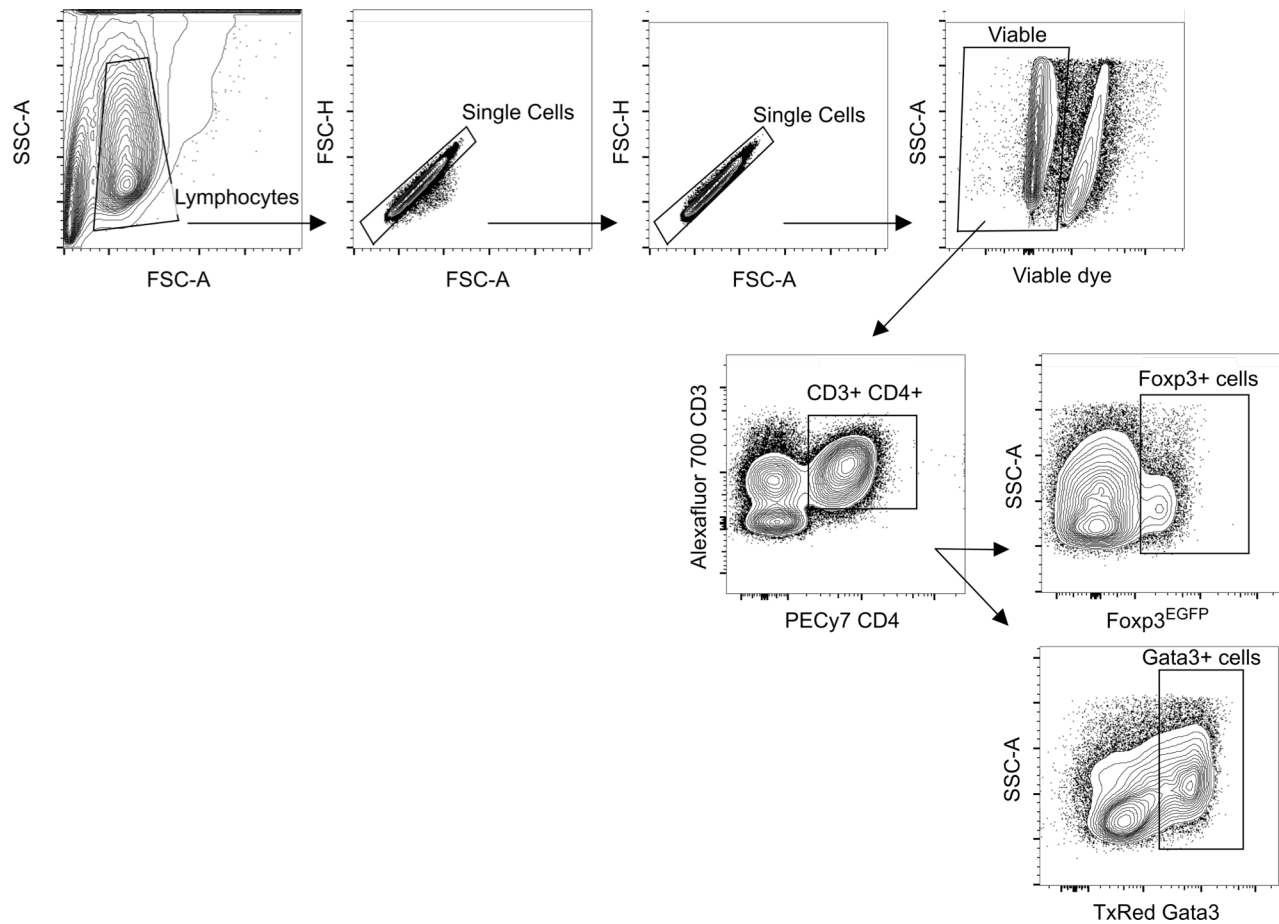 SSC-A
Lymphocytes
FSC-A
FSC-H
Single Cells
FSC-A
FSC-H
Single Cells
FSC-A
SSC-A
Viable
Viable dye
Alexafluor 700 CD3
CD3+ CD4+
PECy7 CD4
SSC-A
Foxp3+ cells
Foxp3EGFP
SSC-A
Gata3+ cells
TxRed Gata3